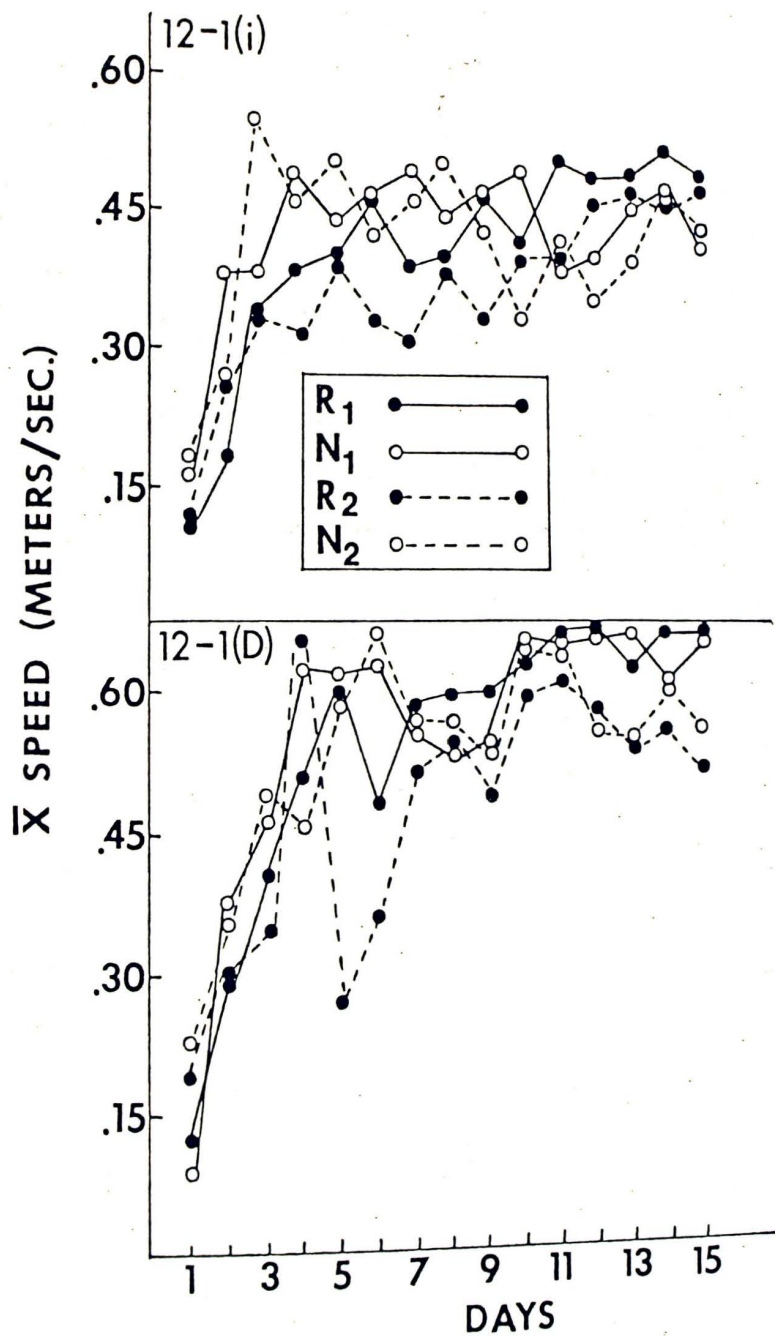 12-1(i)
.60
.45
.30
.15
R1
N1
R2
N2
X̅ SPEED (METERS/SEC.)
12-1(D)
.60
.45
.30
.15
1 3 5 7 9 11 13 15
DAYS